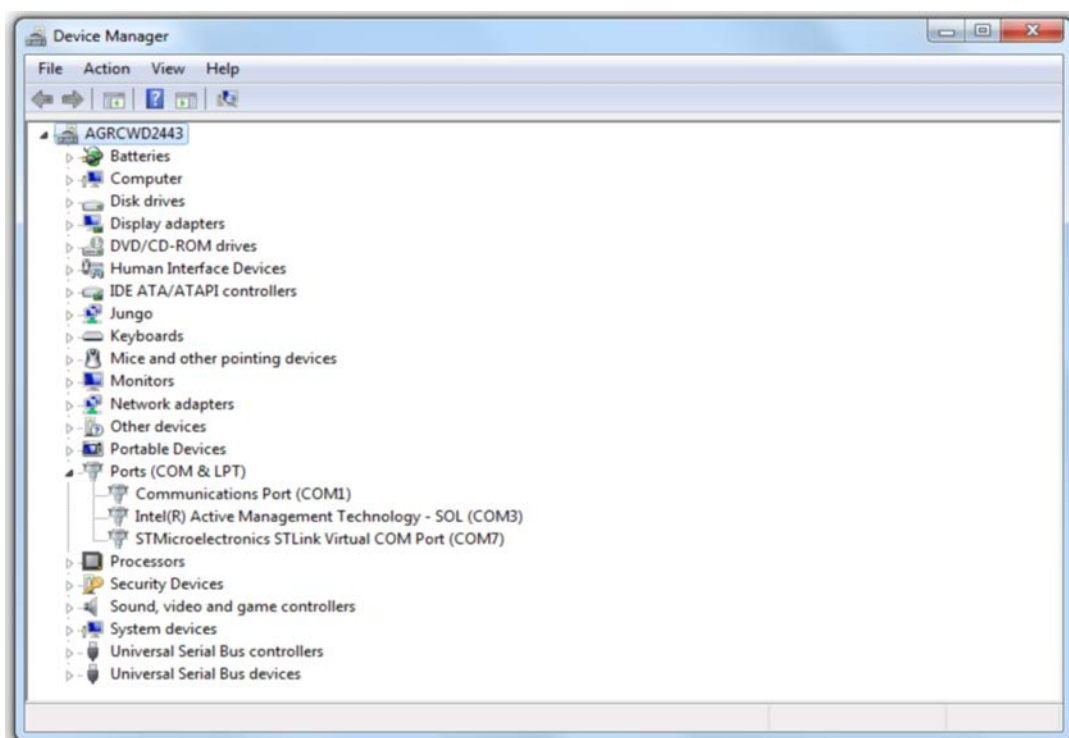 Device Manager
File Action View Help
AGRCWD2443
Batteries
Computer
Disk drives
Display adapters
DVD/CD-ROM drives
Human Interface Devices
IDE ATA/ATAPI controllers
Jungo
Keyboards
Mice and other pointing devices
Monitors
Network adapters
Other devices
Portable Devices
Ports (COM & LPT)
Communications Port (COM1)
Intel(R) Active Management Technology - SOL (COM3)
STMicroelectronics STLink Virtual COM Port (COM7)
Processors
Security Devices
Sound, video and game controllers
System devices
Universal Serial Bus controllers
Universal Serial Bus devices